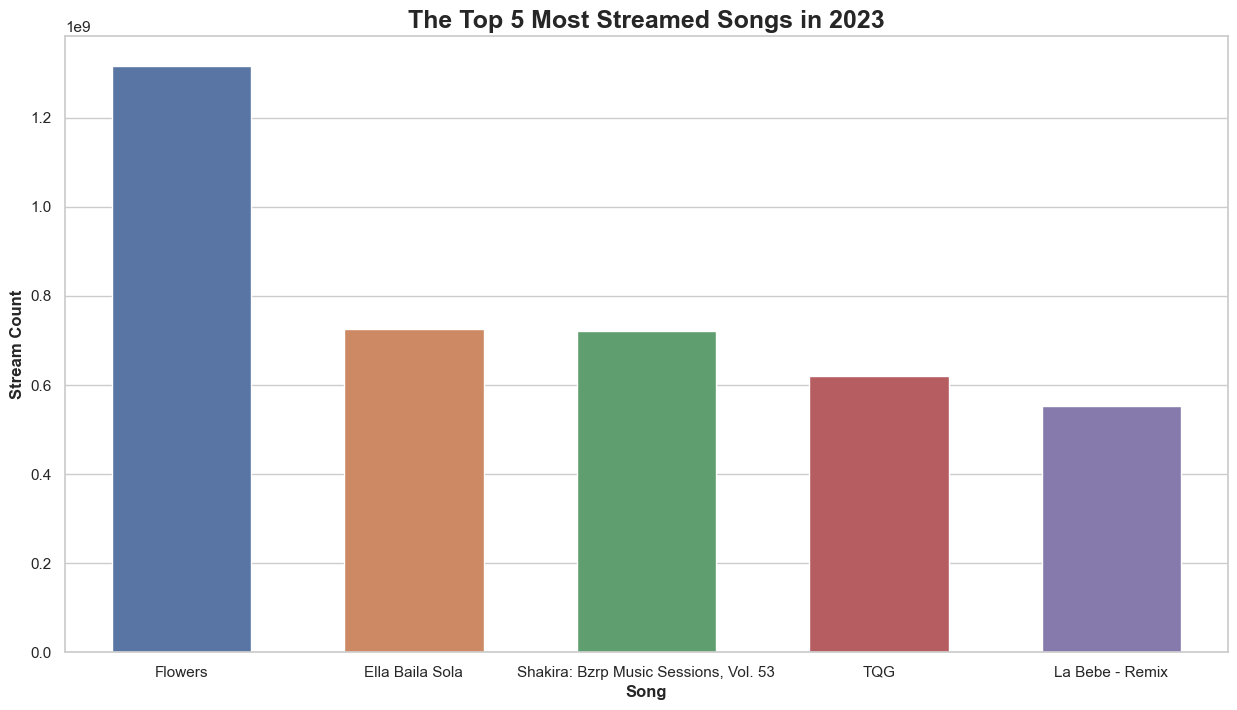 The Top 5 Most Streamed Songs in 2023
1e9
1.2
1.0
0.8
0.6
0.4
0.2
0.0
Stream Count
Flowers
Ella Baila Sola
Shakira: Bzrp Music Sessions, Vol. 53
TQG
La Bebe - Remix
Song